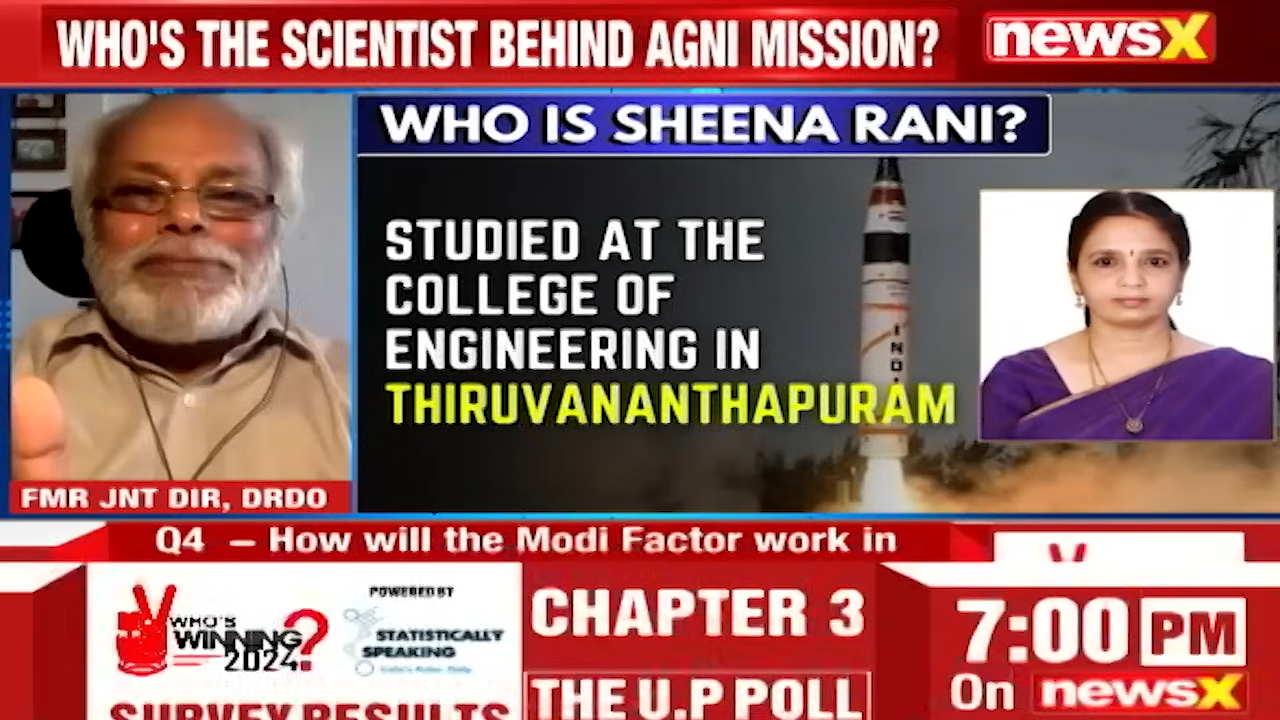 WHO'S THE SCIENTIST BEHIND AGNI MISSION?
newsX
WHO IS SHEENA RANI?
STUDIED AT THE
COLLEGE OF
ENGINEERING IN
THIRUVANANTHAPURAM
FMR JNT DIR, DRDO
Q4 – How will the Modi Factor work in
WHO'S
WINNING?
2024
POWERED BY
STATISTICALLY
SPEAKING
CHAPTER 3
THE U.P POLL
SURVEY RESULTS
7:00 PM
On newsX